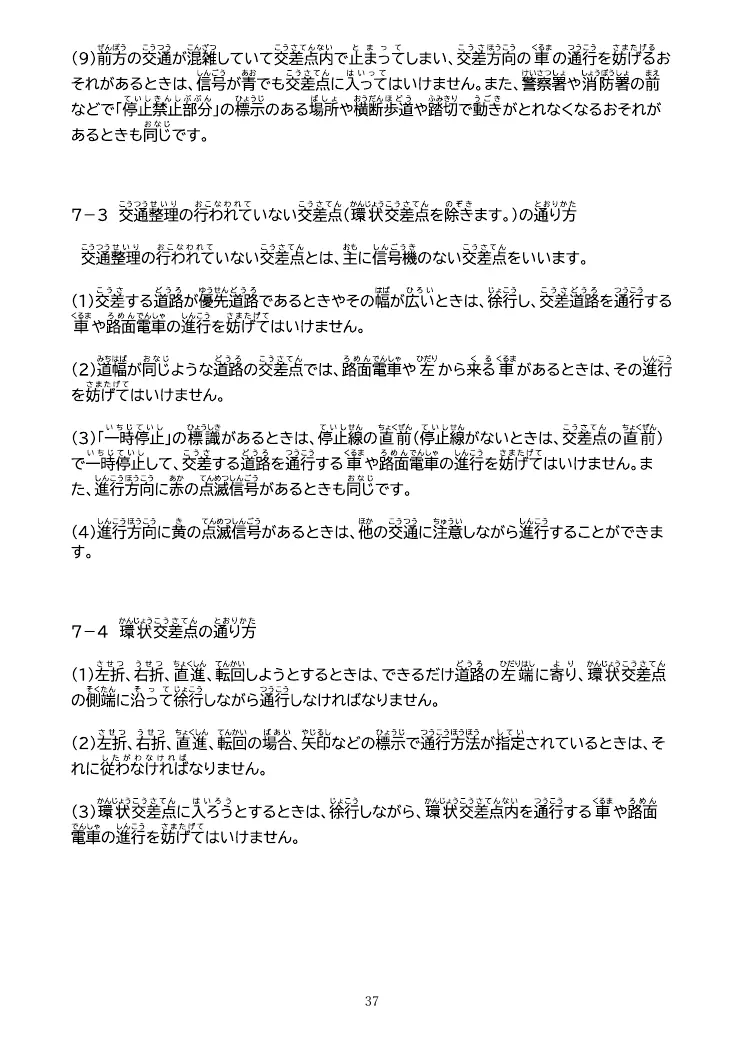 (9)前方の交通が混雑していて交差点内で止まってしまい、交差方向の車の通行を妨げるお
それがあるときは、信号が青でも交差点に入ってはいけません。また、警察署や消防署の前
などで「停止禁止部分」の標示のある場所や横断歩道や踏切で動きがとれなくなるおそれが
あるときも同じです。
7-3 交通整理の行われていない交差点(環状交差点を除きます。)の通り方
交通整理の行われていない交差点とは、主に信号機のない交差点をいいます。
(1)交差する道路が優先道路であるときやその幅が広いときは、徐行し、交差道路を通行する
車や路面電車の進行を妨げてはいけません。
(2)道幅が同じような道路の交差点では、路面電車や左から来る車があるときは、その進行
を妨げてはいけません。
(3)「一時停止」の標識があるときは、停止線の直前(停止線がないときは、交差点の直前)
で一時停止して、交差する道路を通行する車や路面電車の進行を妨げてはいけません。ま
た、進行方向に赤の点滅信号があるときも同じです。
(4)進行方向に黄の点滅信号があるときは、他の交通に注意しながら進行することができま
す。
7-4 環状交差点の通り方
(1)左折、右折、直進、転回しようとするときは、できるだけ道路の左端に寄り、環状交差点
の側端に沿って徐行しながら通行しなければなりません。
(2)左折、右折、直進、転回の場合、矢印などの標示で通行方法が指定されているときは、そ
れに従わなければなりません。
(3)環状交差点に入ろうとするときは、徐行しながら、環状交差点内を通行する車や路面
電車の進行を妨げてはいけません。
37